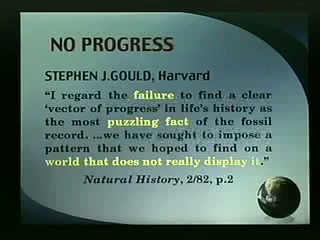 NO PROGRESS
STEPHEN J.GOULD, Harvard
“I regard the failure to find a clear
‘vector of progress’ in life’s history as
the most puzzling fact of the fossil
record. ...we have sought to impose a
pattern that we hoped to find on a
world that does not really display it.”
Natural History, 2/82, p.2